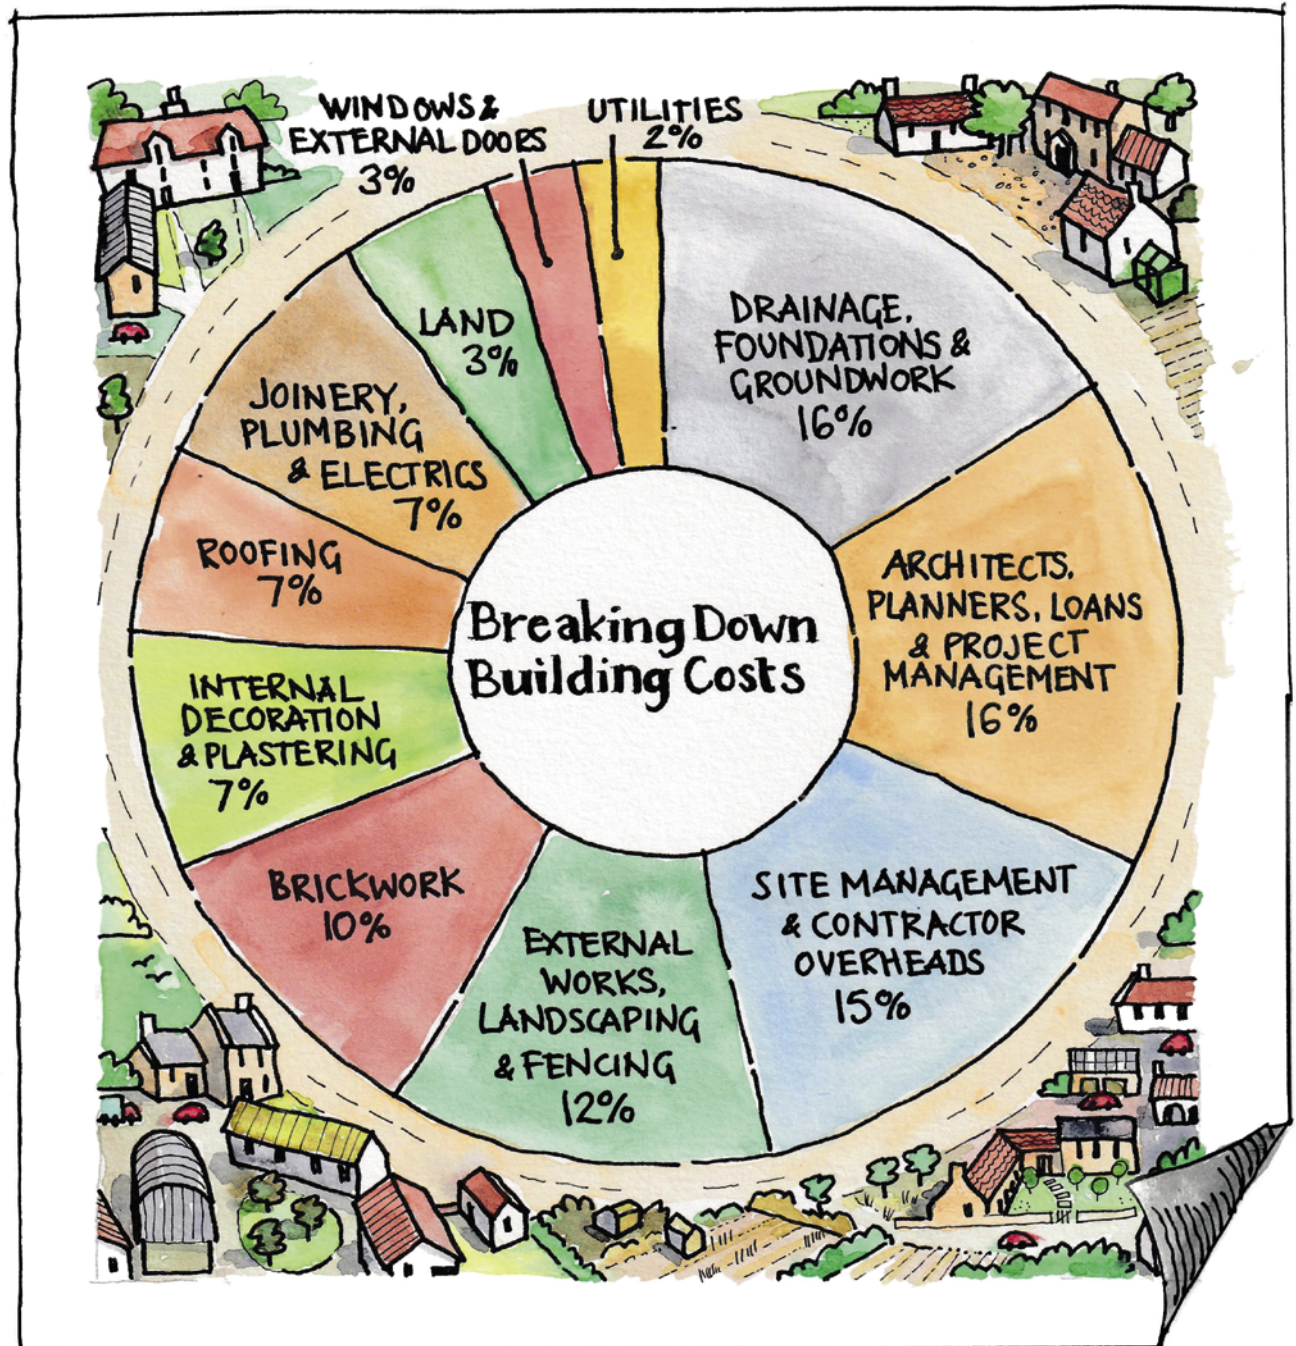 WINDOWS &
EXTERNAL DOORS
3%
UTILITIES
2%
DRAINAGE,
FOUNDATIONS &
GROUNDWORK
16%
ARCHITECTS,
PLANNERS, LOANS
& PROJECT
MANAGEMENT
16%
SITE MANAGEMENT
& CONTRACTOR
OVERHEADS
15%
EXTERNAL
WORKS,
LANDSCAPING
& FENCING
12%
BRICKWORK
10%
INTERNAL
DECORATION
& PLASTERING
7%
ROOFING
7%
JOINERY,
PLUMBING
& ELECTRICS
7%
LAND
3%
Breaking Down
Building Costs